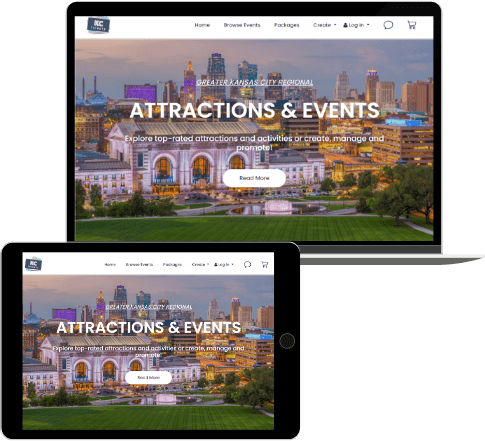 KC
Home Browse Events Packages Create Log In
GREATER KANSAS CITY REGIONAL
ATTRACTIONS & EVENTS
Explore top-rated attractions and activities or create, manage and
promote!
Read More
KC
Home Browse Events Packages Create Log In
GREATER KANSAS CITY REGIONAL
ATTRACTIONS & EVENTS
Explore top-rated attractions and activities or create, manage and
promote!
Read More